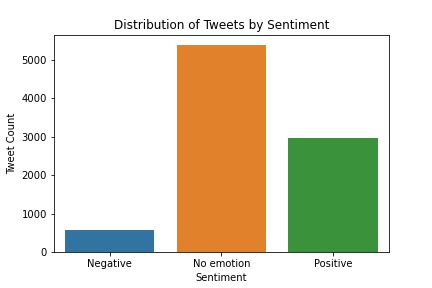 Distribution of Tweets by Sentiment
5000
4000
3000
2000
1000
0
Tweet Count
Negative No emotion Positive
Sentiment